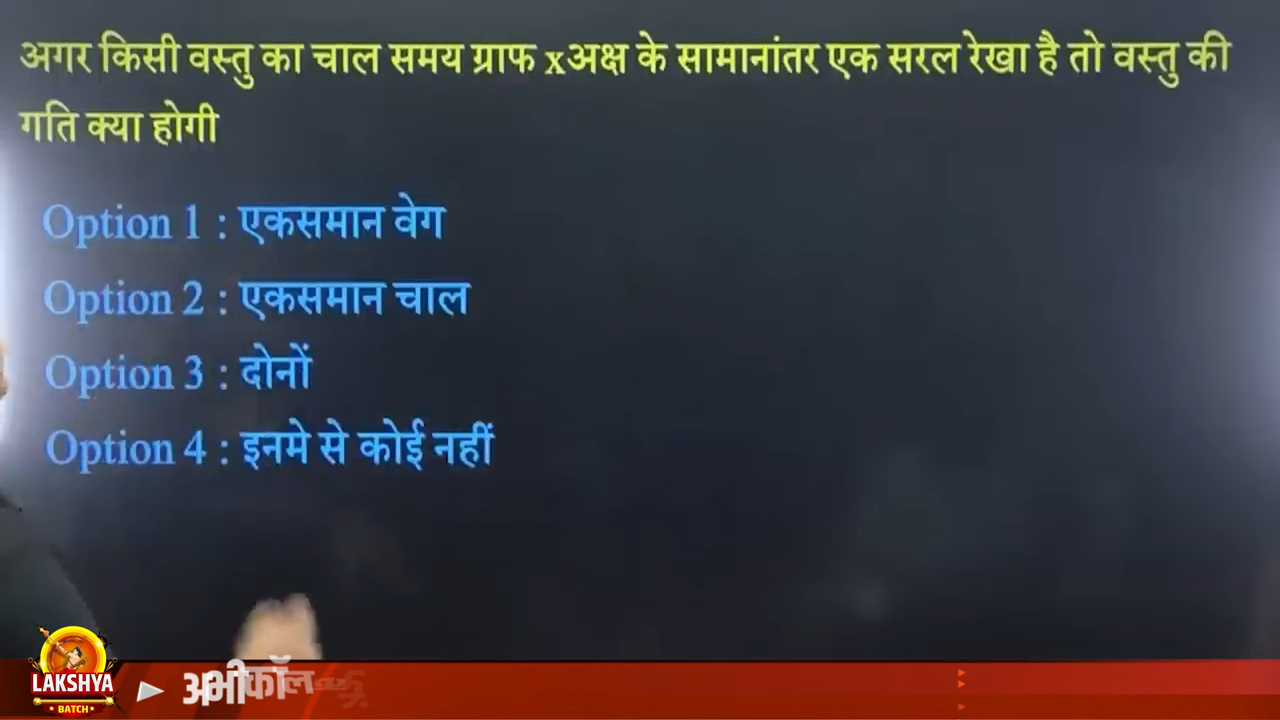 अगर किसी वस्तु का चाल समय ग्राफ xअक्ष के सामानांतर एक सरल रेखा है तो वस्तु की
गति क्या होगी
Option 1 : एकसमान वेग
Option 2 : एकसमान चाल
Option 3 : दोनों
Option 4 : इनमे से कोई नहीं
LAKSHYA
BATCH
अभी फॉल